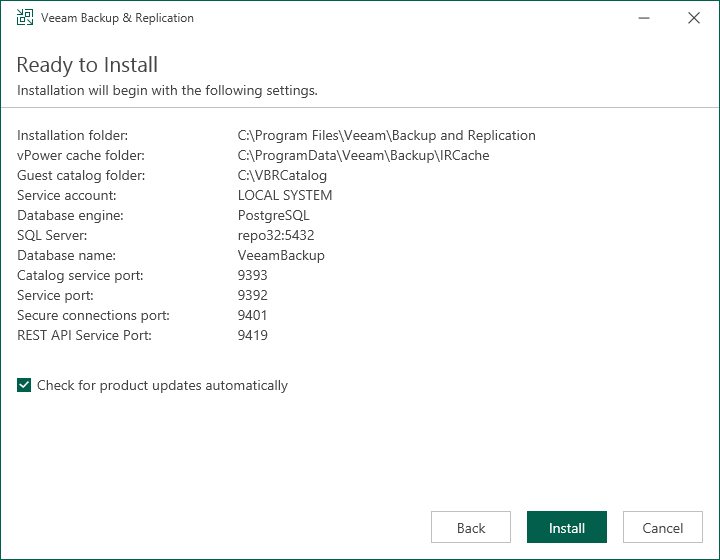 Veeam Backup & Replication
Ready to Install
Installation will begin with the following settings.
Installation folder: C:\Program Files\Veeam\Backup and Replication
vPower cache folder: C:\ProgramData\Veeam\Backup\IRCache
Guest catalog folder: C:\VBRCatalog
Service account: LOCAL SYSTEM
Database engine: PostgreSQL
SQL Server: repo32:5432
Database name: VeeamBackup
Catalog service port: 9393
Service port: 9392
Secure connections port: 9401
REST API Service Port: 9419
Check for product updates automatically
Back Install Cancel